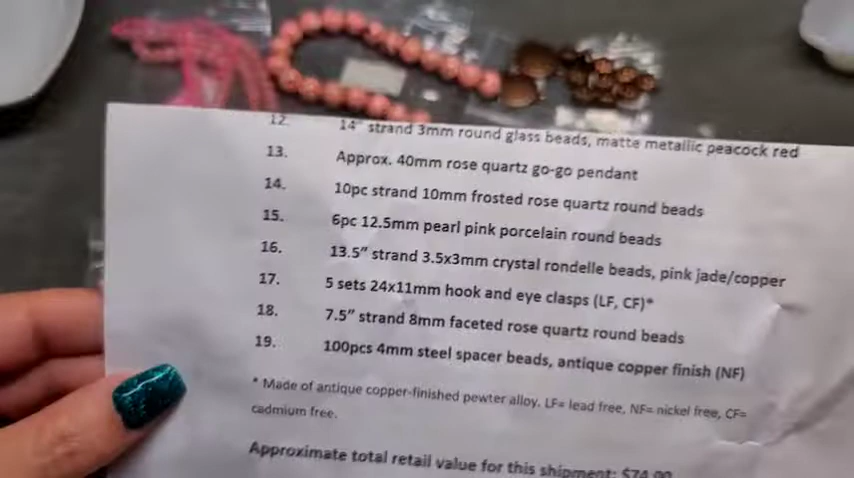 12. 14" strand 3mm round glass beads, matte metallic peacock red
13. Approx. 40mm rose quartz go-go pendant
14. 10pc strand 10mm frosted rose quartz round beads
15. 6pc 12.5mm pearl pink porcelain round beads
16. 13.5" strand 3.5x3mm crystal rondelle beads, pink jade/copper
17. 5 sets 24x11mm hook and eye clasps (LF, CF)*
18. 7.5" strand 8mm faceted rose quartz round beads
19. 100pcs 4mm steel spacer beads, antique copper finish (NF)
* Made of antique copper-finished pewter alloy. LF= lead free, NF= nickel free, CF=
cadmium free.
Approximate total retail value for this shipment: $74.00